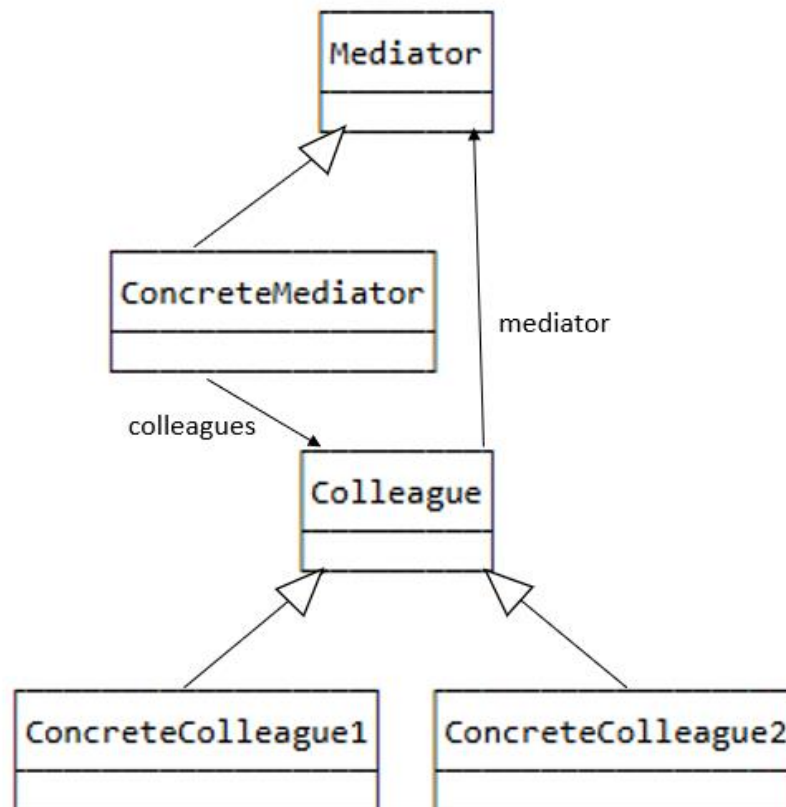 Mediator
ConcreteMediator
mediator
colleagues
Colleague
ConcreteColleague1
ConcreteColleague2